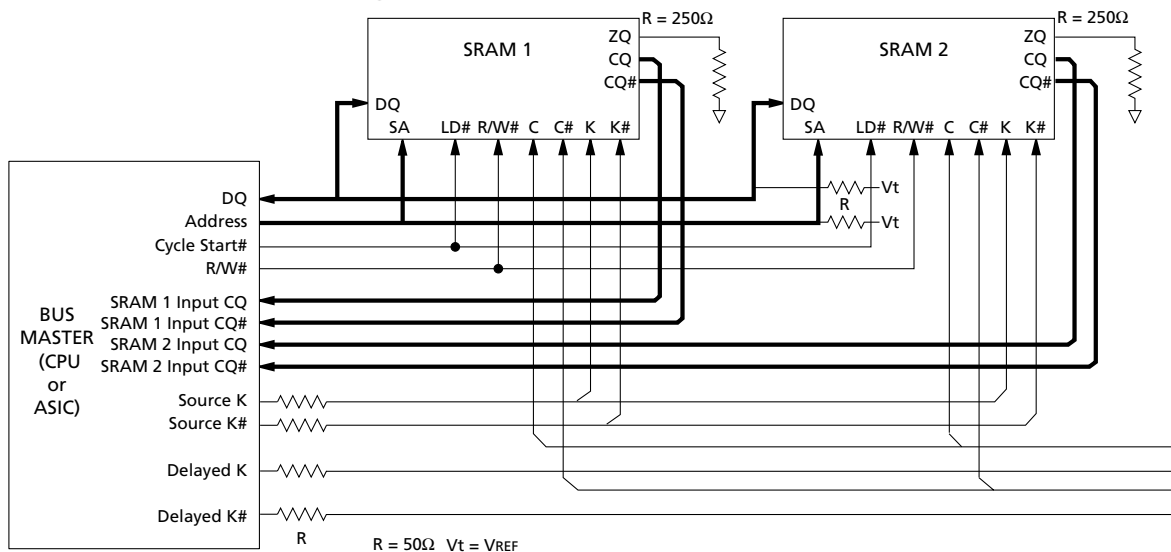 R = 250Ω
SRAM 1
ZQ
CQ
CQ#
DQ
SA LD# R/W# C C# K K#
R = 250Ω
SRAM 2
ZQ
CQ
CQ#
DQ
SA LD# R/W# C C# K K#
R Vt
Vt
BUS
MASTER
(CPU
or
ASIC)
DQ
Address
Cycle Start#
R/W#
SRAM 1 Input CQ
SRAM 1 Input CQ#
SRAM 2 Input CQ
SRAM 2 Input CQ#
Source K
Source K#
Delayed K
Delayed K#
R
R = 50Ω Vt = VREF